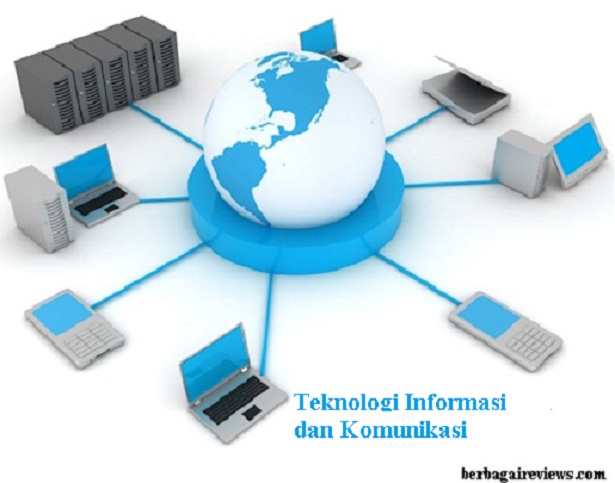 Teknologi Informasi
dan Komunikasi
berbagaireviews.com